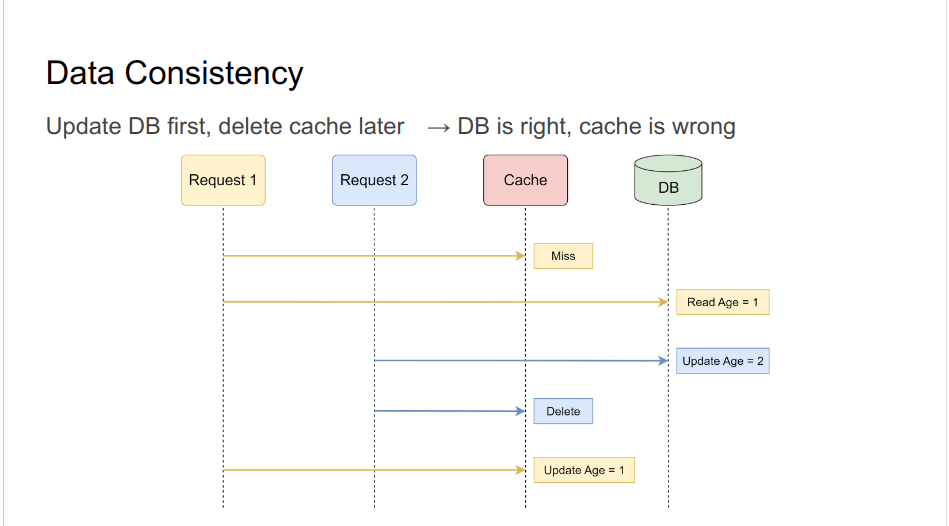 Data Consistency
Update DB first, delete cache later → DB is right, cache is wrong
Request 1
Request 2
Cache
DB
Miss
Read Age = 1
Update Age = 2
Delete
Update Age = 1